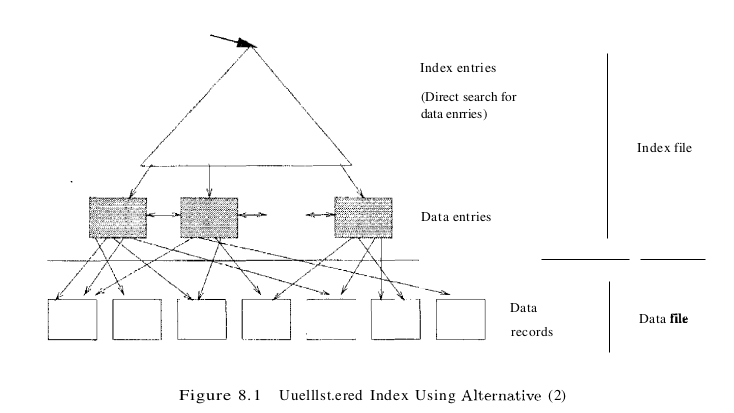 Index entries
(Direct search for
data enrries)
Index file
Data entries
Data
records
Data file
Figure 8.1 Uuelllst.ered Index Using Alternative (2)